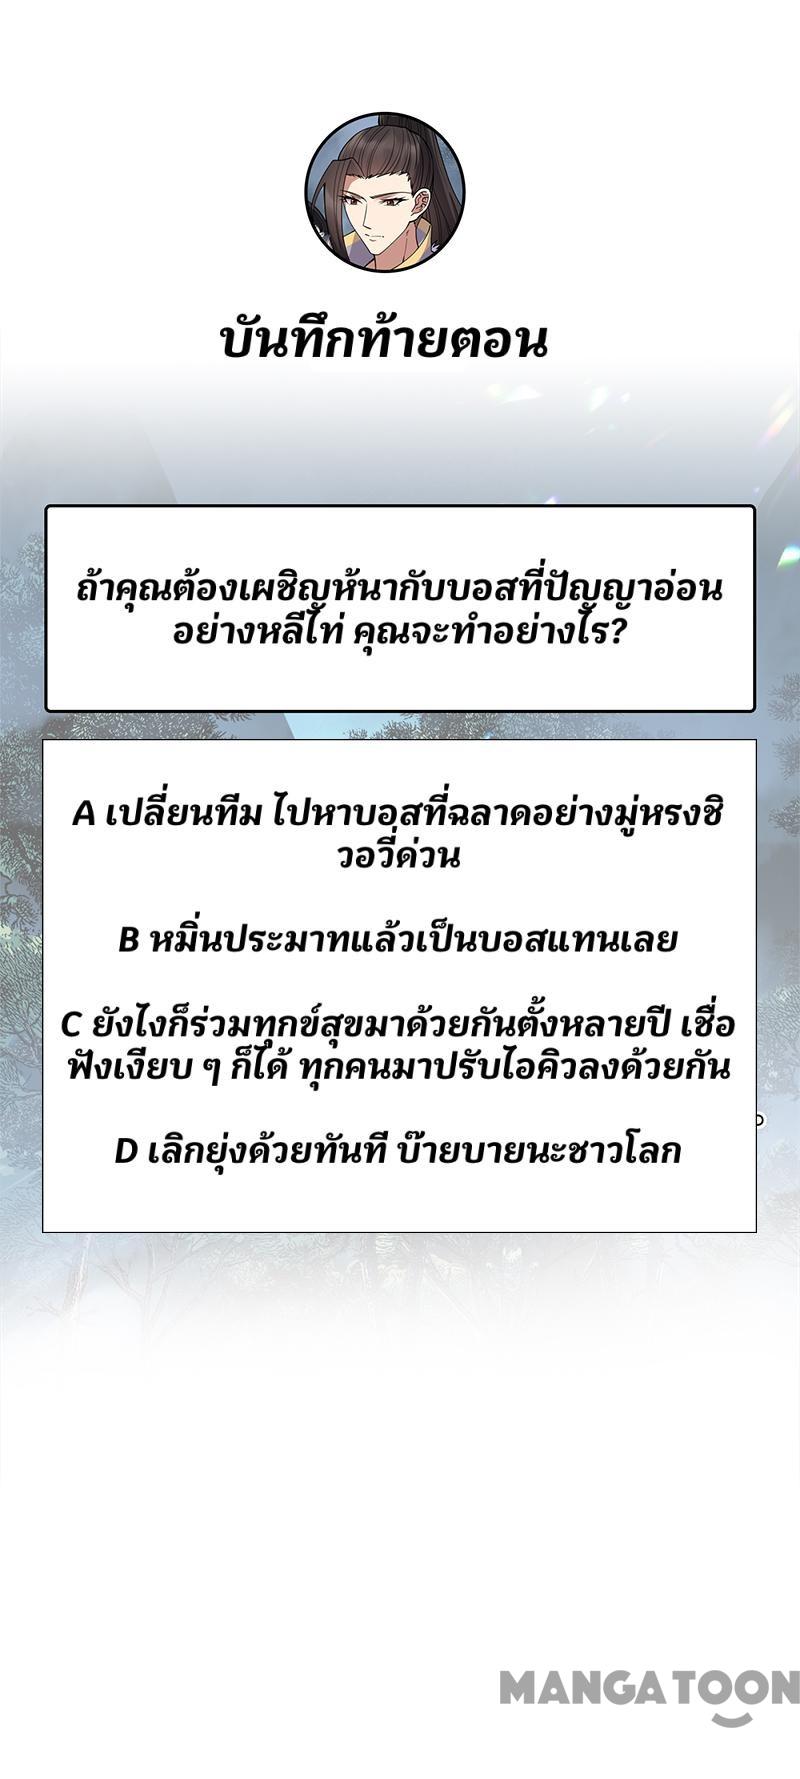 บันทึกท้ายตอน
ถ้าคุณต้องเผชิญห้นากับบอสที่ปัญญาอ่อน
อย่างหลีไท่ คุณจะทำอย่างไร?
A เปลี่ยนทีม ไปหาบอสที่ฉลาดอย่างมู่หรงชิ
วอวี่ด่วน
B หมิ่นประมาทแล้วเป็นบอสแทนเลย
C ยังไงก็ร่วมทุกข์สุขมาด้วยกันตั้งหลายปี เชื่อ
ฟังเงียบ ๆ ก็ได้ ทุกคนมาปรับไอคิวลงด้วยกัน
D เลิกยุ่งด้วยทันที บ๊ายบายนะชาวโลก
MANGATOON